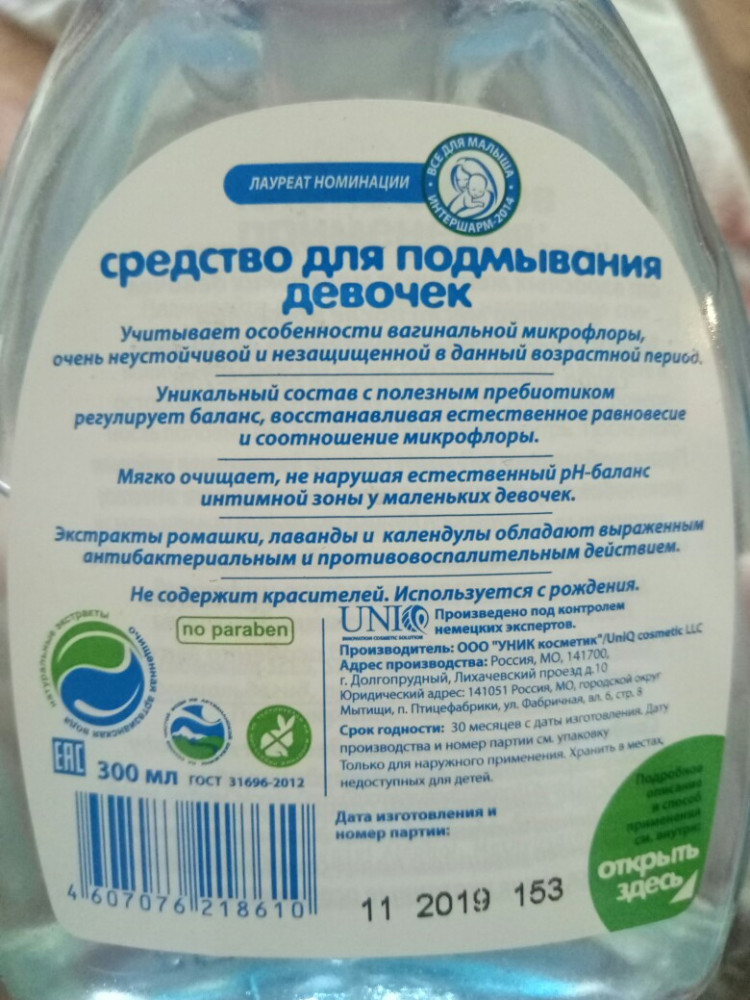 ЛАУРЕАТ НОМИНАЦИИ
ВСЕ ДЛЯ МАЛЫША
ИНТЕРШАРМ-2014
средство для подмывания
девочек
Учитывает особенности вагинальной микрофлоры,
очень неустойчивой и незащищенной в данный возрастной период.
Уникальный состав с полезным пребиотиком
регулирует баланс, восстанавливая естественное равновесие
и соотношение микрофлоры.
Мягко очищает, не нарушая естественный pH-баланс
интимной зоны у маленьких девочек.
Экстракты ромашки, лаванды и календулы обладают выраженным
антибактериальным и противовоспалительным действием.
Не содержит красителей. Используется с рождения.
натуральные экстракты
очищенная артезианская вода
no paraben
EAC
300 мл ГОСТ 31696-2012
4 607076 218610
UNIQ
INNOVATION COSMETIC SOLUTION
Произведено под контролем
немецких экспертов.
Производитель: ООО "УНИК косметик"/UniQ cosmetic LLC
Адрес производства: Россия, МО, 141700,
г. Долгопрудный, Лихачевский проезд д.10
Юридический адрес: 141051 Россия, МО, городской округ
Мытищи, п. Птицефабрики, ул. Фабричная, вл. 6, стр. 8
Срок годности: 30 месяцев с даты изготовления. Дату
производства и номер партии см. упаковку
Только для наружного применения. Хранить в местах,
недоступных для детей.
Дата изготовления и
номер партии:
11 2019 153
Подробное
описание
и способ
применения
см. внутри:
открыть
здесь